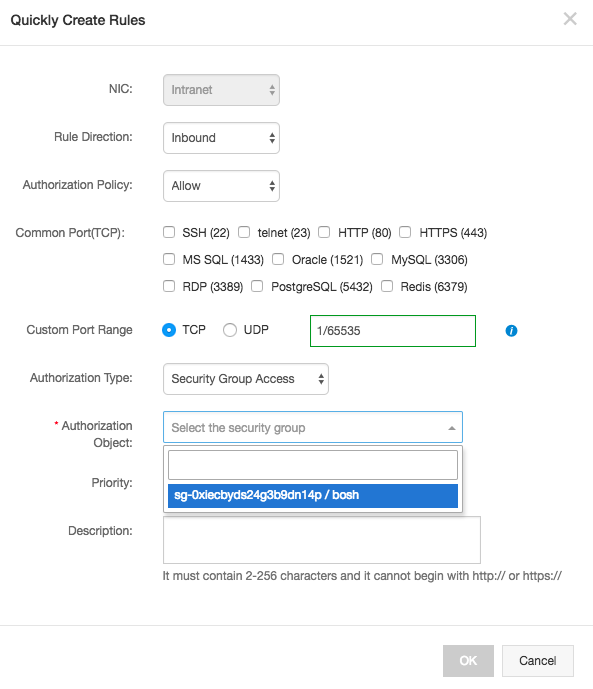 Quickly Create Rules
NIC: Intranet
Rule Direction: Inbound
Authorization Policy: Allow
Common Port(TCP): SSH (22) telnet (23) HTTP (80) HTTPS (443)
MS SQL (1433) Oracle (1521) MySQL (3306)
RDP (3389) PostgreSQL (5432) Redis (6379)
Custom Port Range TCP UDP 1/65535
Authorization Type: Security Group Access
* Authorization
Object: Select the security group
sg-0xiecbyds24g3b9dn14p / bosh
Priority:
Description:
It must contain 2-256 characters and it cannot begin with http:// or https://
OK Cancel